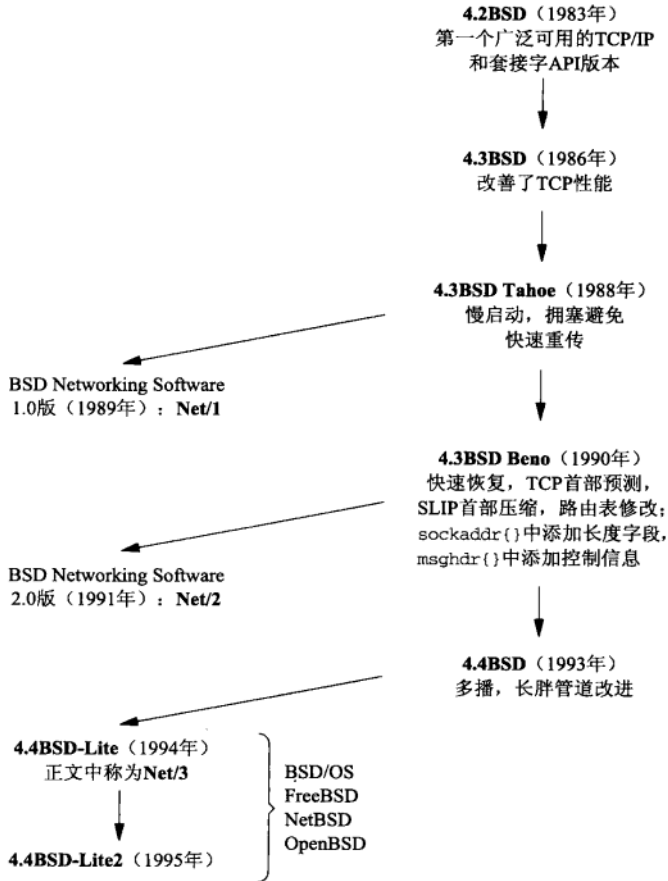 4.2BSD（1983年）
第一个广泛可用的TCP/IP
和套接字API版本
4.3BSD（1986年）
改善了TCP性能
4.3BSD Tahoe（1988年）
慢启动，拥塞避免
快速重传
BSD Networking Software
1.0版（1989年）：Net/1
4.3BSD Beno（1990年）
快速恢复，TCP首部预测，
SLIP首部压缩，路由表修改；
sockaddr{}中添加长度字段，
msghdr{}中添加控制信息
BSD Networking Software
2.0版（1991年）：Net/2
4.4BSD（1993年）
多播，长胖管道改进
4.4BSD-Lite（1994年）
正文中称为Net/3
4.4BSD-Lite2（1995年）
BSD/OS
FreeBSD
NetBSD
OpenBSD